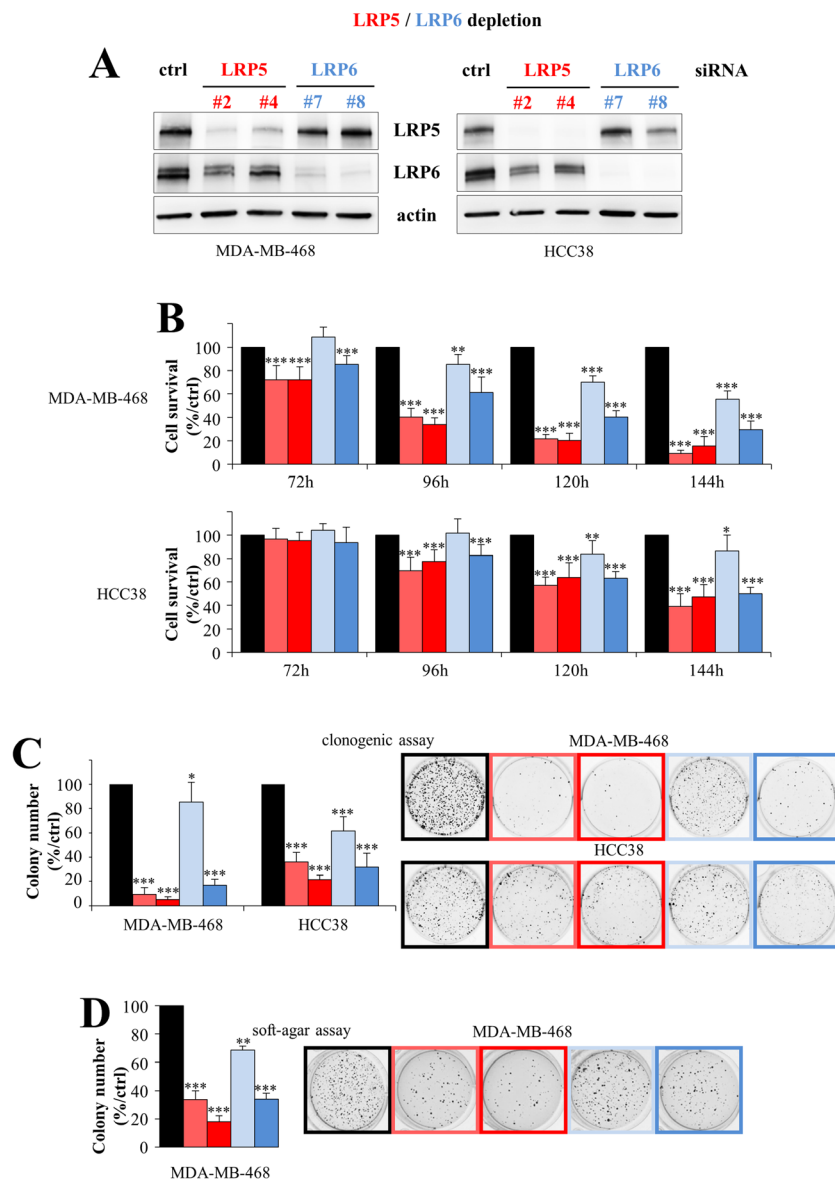 LRP5 / LRP6 depletion
A
ctrl LRP5 LRP6 ctrl LRP5 LRP6 siRNA
#2 #4 #7 #8 #2 #4 #7 #8
LRP5
LRP6
actin
MDA-MB-468 HCC38
B
MDA-MB-468
Cell survival
(%/ctrl)
100
80
60
40
20
0
*** *** ***
*** *** ** ***
*** *** *** ***
*** *** *** ***
72h 96h 120h 144h
HCC38
Cell survival
(%/ctrl)
100
80
60
40
20
0
*** *** ***
*** *** ** ***
*** *** * ***
72h 96h 120h 144h
C
clonogenic assay MDA-MB-468
HCC38
Colony number
(%/ctrl)
100
80
60
40
20
0
*** *** * ***
*** *** *** ***
MDA-MB-468 HCC38
D
soft-agar assay MDA-MB-468
Colony number
(%/ctrl)
100
80
60
40
20
0
*** *** ** ***
MDA-MB-468